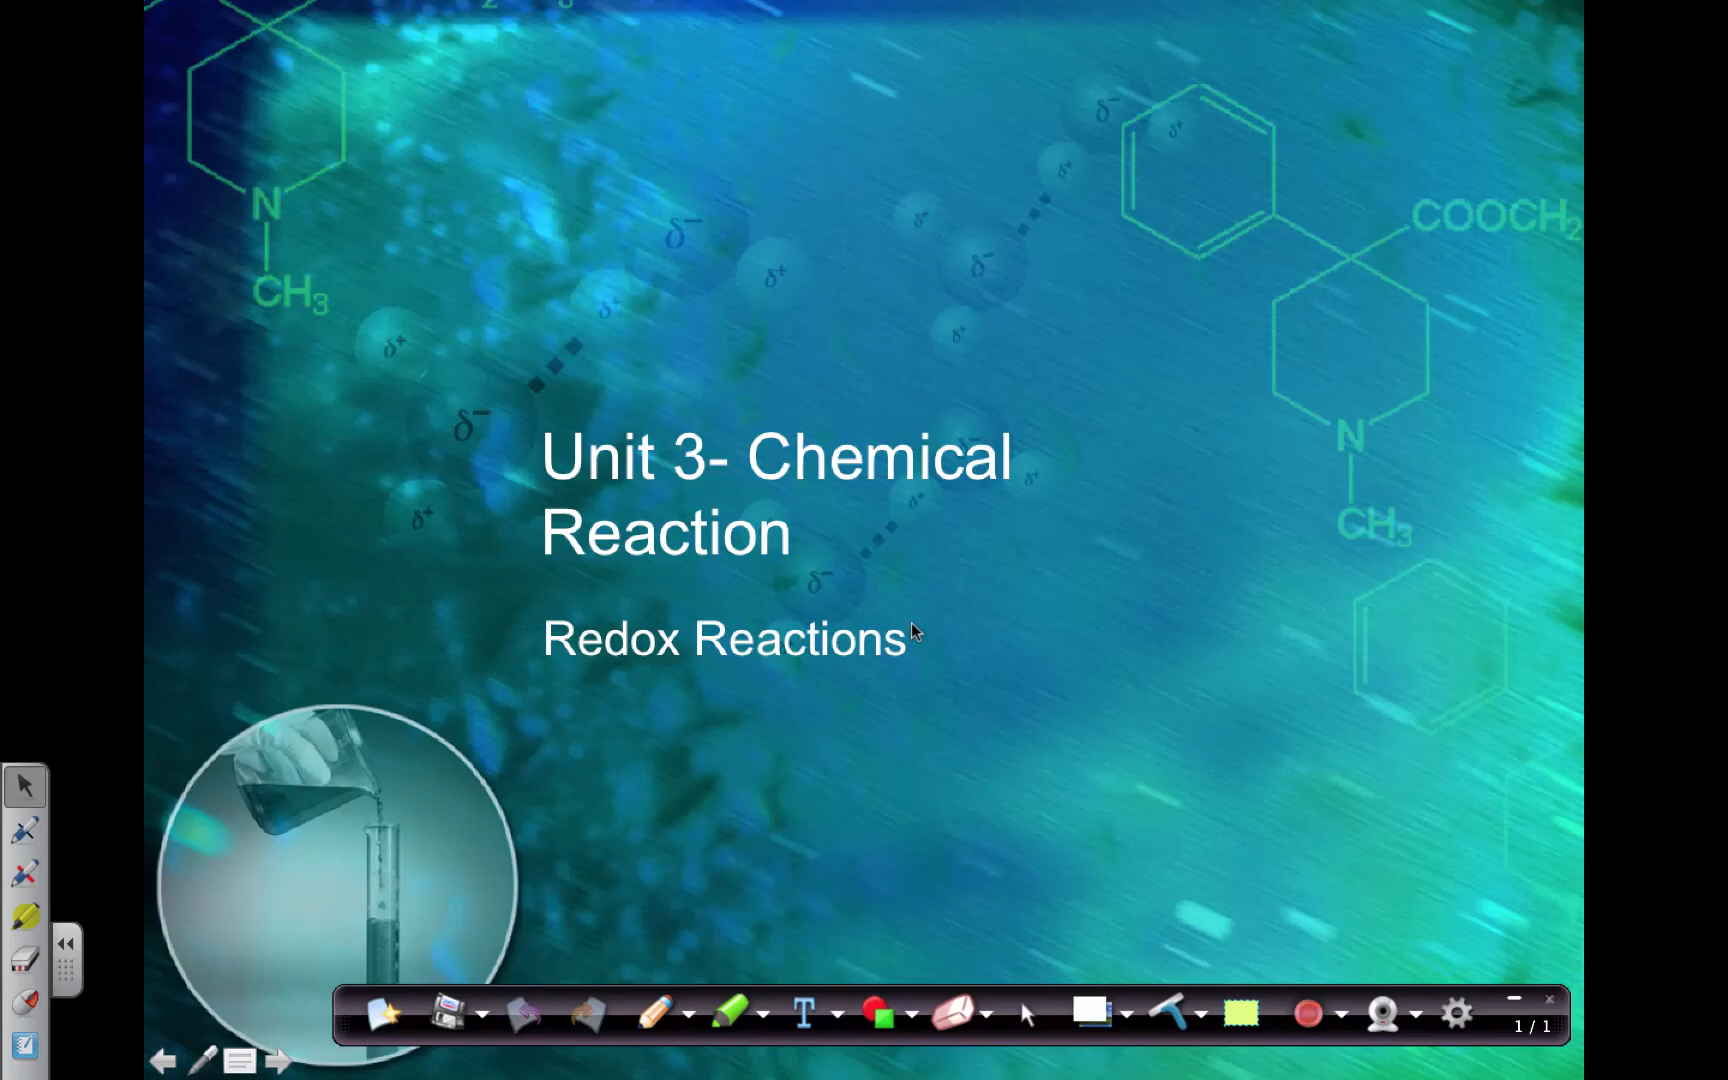 N
CH3
δ⁻
δ⁺
δ⁺
δ⁺
δ⁻
δ⁺
δ⁻
δ⁺
δ⁺
δ⁻
δ⁺
δ⁺
COOCH2
N
CH3
δ⁻
δ⁺
δ⁺
δ⁻
Unit 3- Chemical
Reaction
Redox Reactions
T
1 / 1